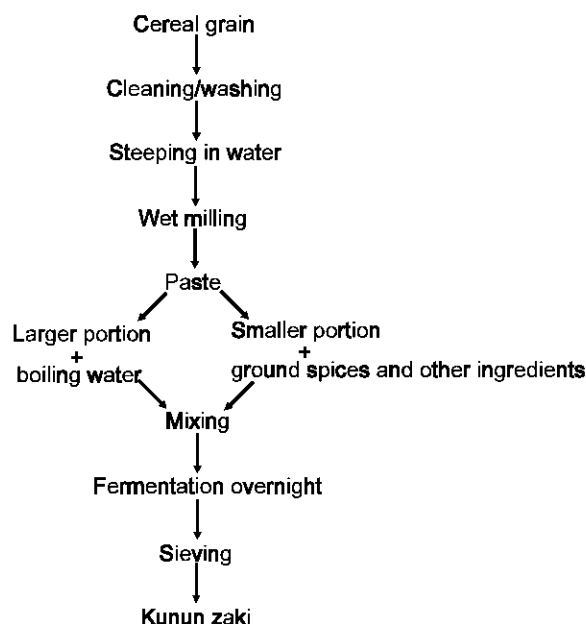 Cereal grain
Cleaning/washing
Steeping in water
Wet milling
Paste
Larger portion
+
boiling water
Smaller portion
+
ground spices and other ingredients
Mixing
Fermentation overnight
Sieving
Kunun zaki